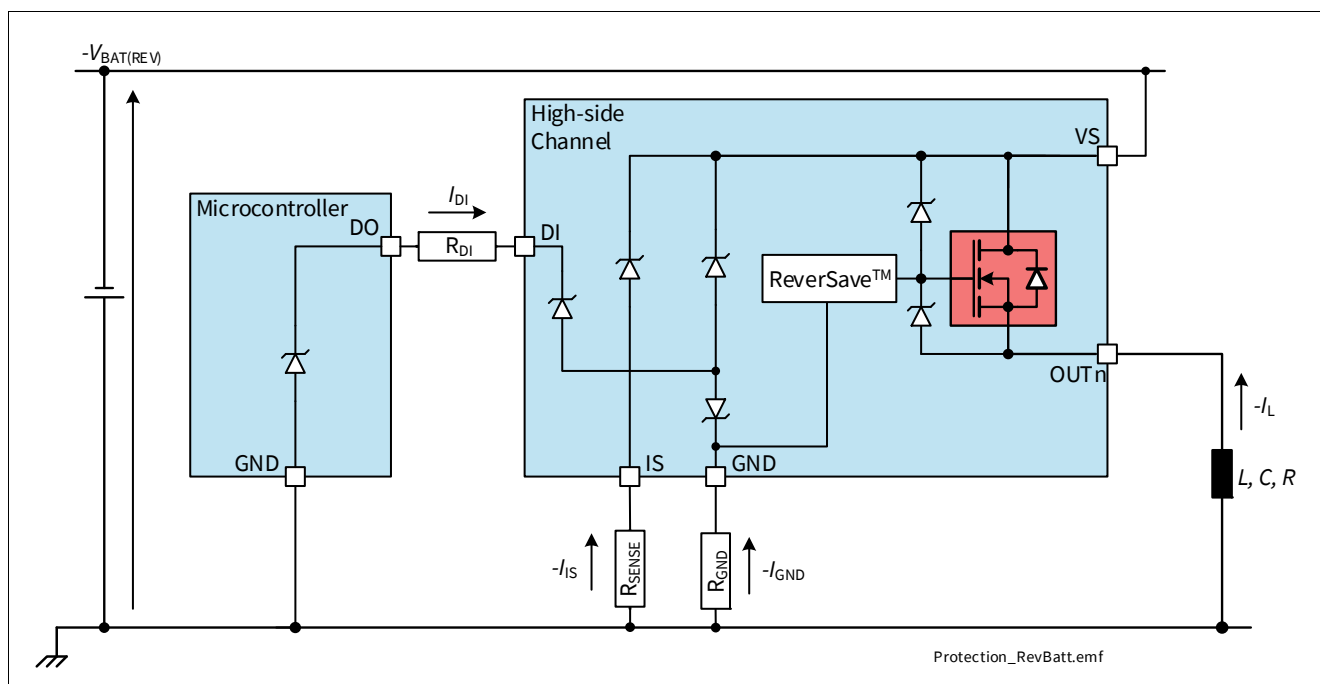 -VBAT(REV)
High-side
Channel
VS
Microcontroller
IDI
DO
RDI
DI
ReverSave™
OUTn
-IL
GND
IS
GND
L, C, R
-IIS
RSENSE
RGND
-IGND
Protection_RevBatt.emf